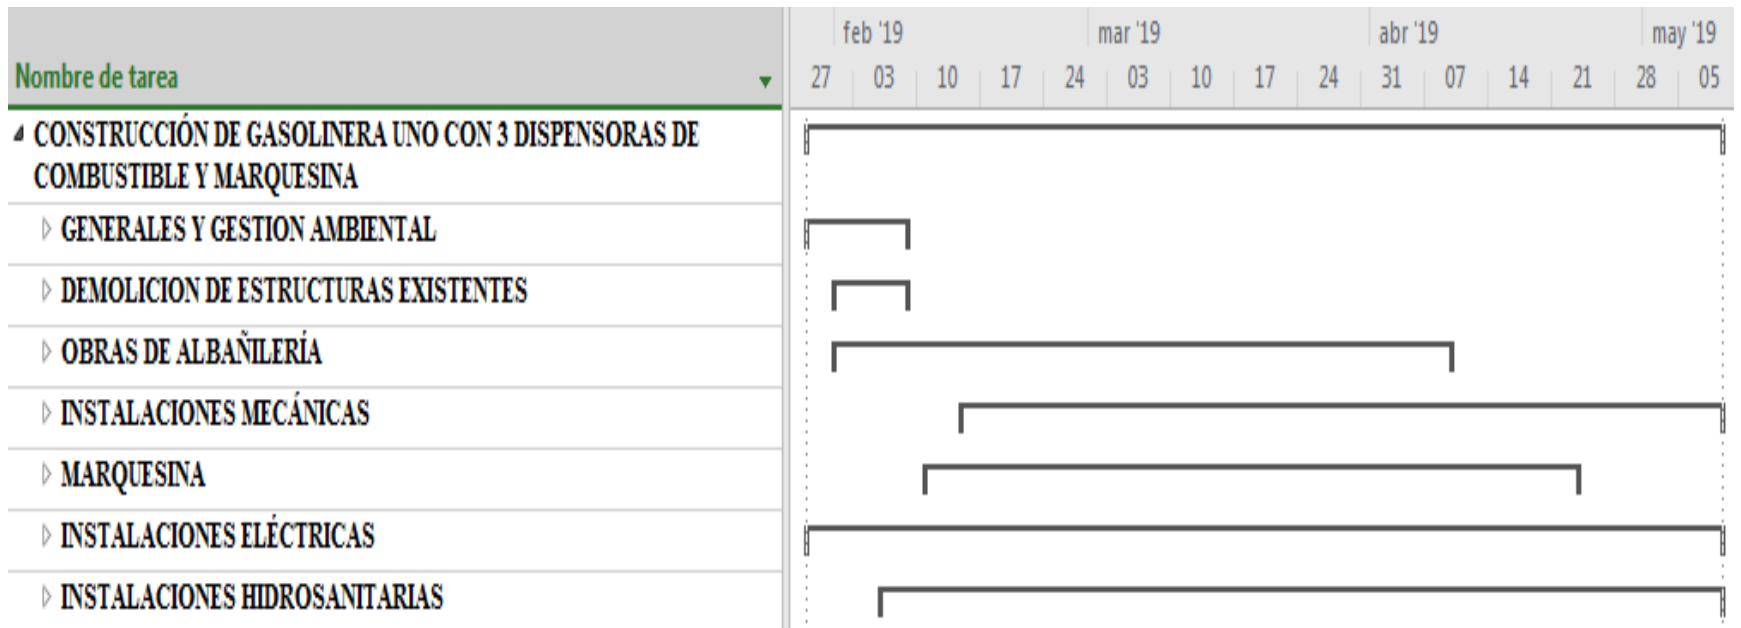 feb '19 mar '19 abr '19 may '19
Nombre de tarea 27 03 10 17 24 03 10 17 24 31 07 14 21 28 05
CONSTRUCCIÓN DE GASOLINERA UNO CON 3 DISPENSORAS DE
COMBUSTIBLE Y MARQUESINA
GENERALES Y GESTION AMBIENTAL
DEMOLICION DE ESTRUCTURAS EXISTENTES
OBRAS DE ALBAÑILERÍA
INSTALACIONES MECÁNICAS
MARQUESINA
INSTALACIONES ELÉCTRICAS
INSTALACIONES HIDROSANITARIAS